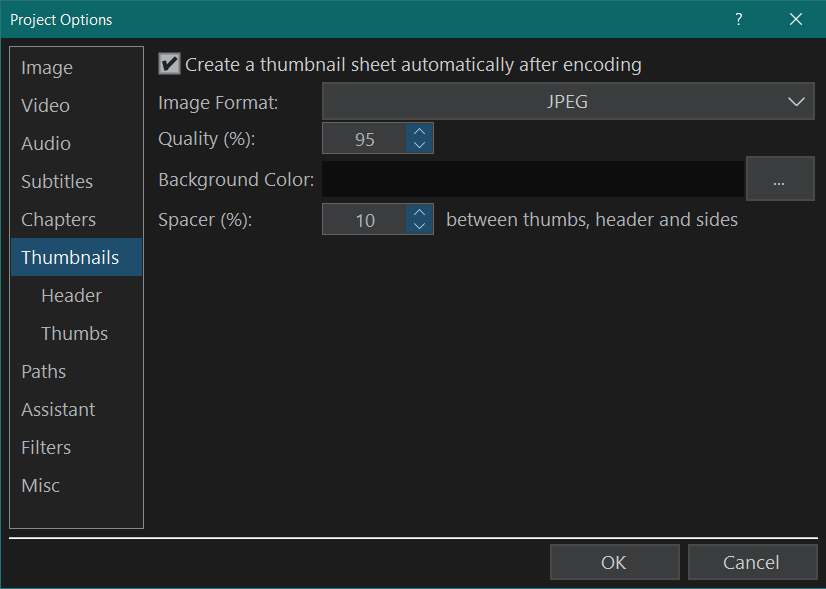 Project Options
?
Image
Video
Audio
Subtitles
Chapters
Thumbnails
Header
Thumbs
Paths
Assistant
Filters
Misc
Create a thumbnail sheet automatically after encoding
Image Format: JPEG
Quality (%): 95
Background Color: ...
Spacer (%): 10 between thumbs, header and sides
OK Cancel